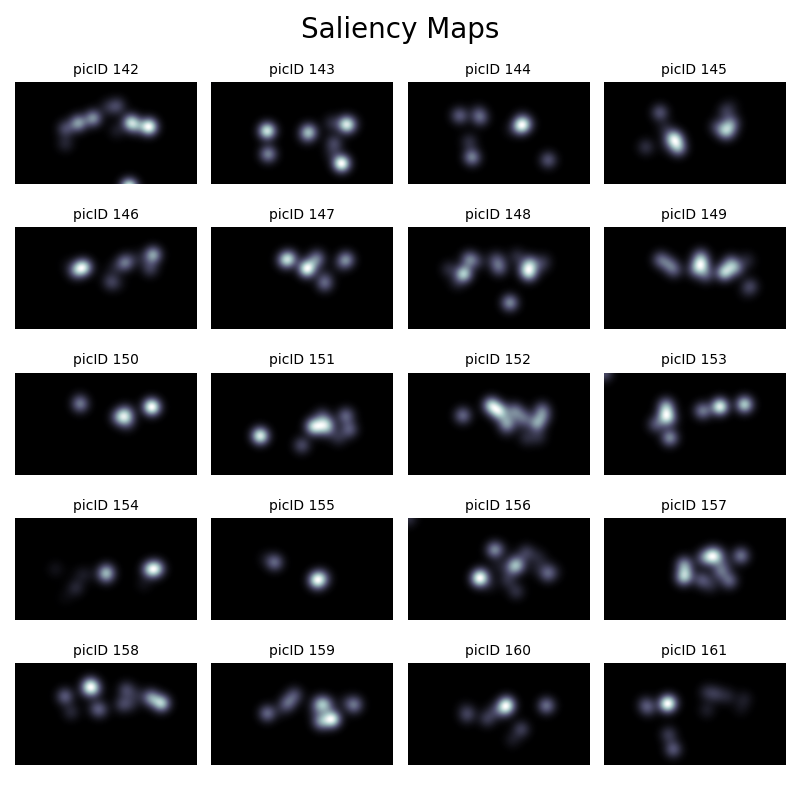 Saliency Maps
picID 142 picID 143 picID 144 picID 145
picID 146 picID 147 picID 148 picID 149
picID 150 picID 151 picID 152 picID 153
picID 154 picID 155 picID 156 picID 157
picID 158 picID 159 picID 160 picID 161